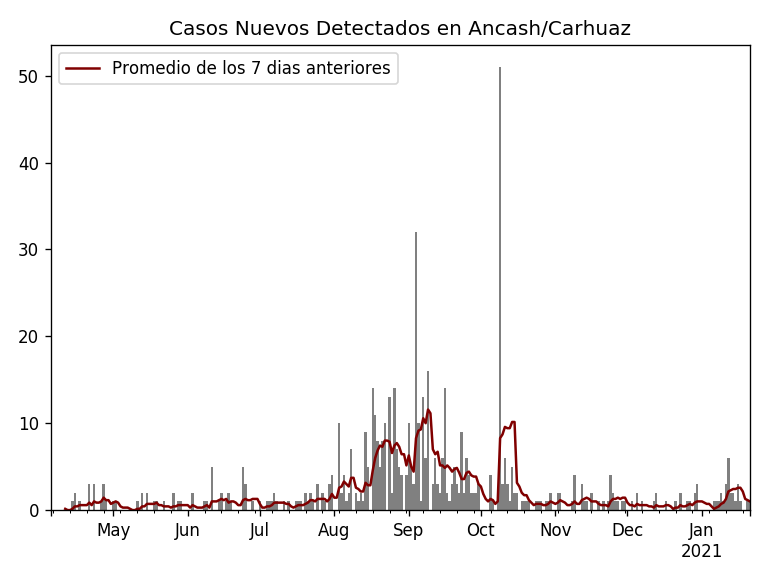 Casos Nuevos Detectados en Ancash/Carhuaz
Promedio de los 7 dias anteriores
50
40
30
20
10
0
May Jun Jul Aug Sep Oct Nov Dec Jan
2021